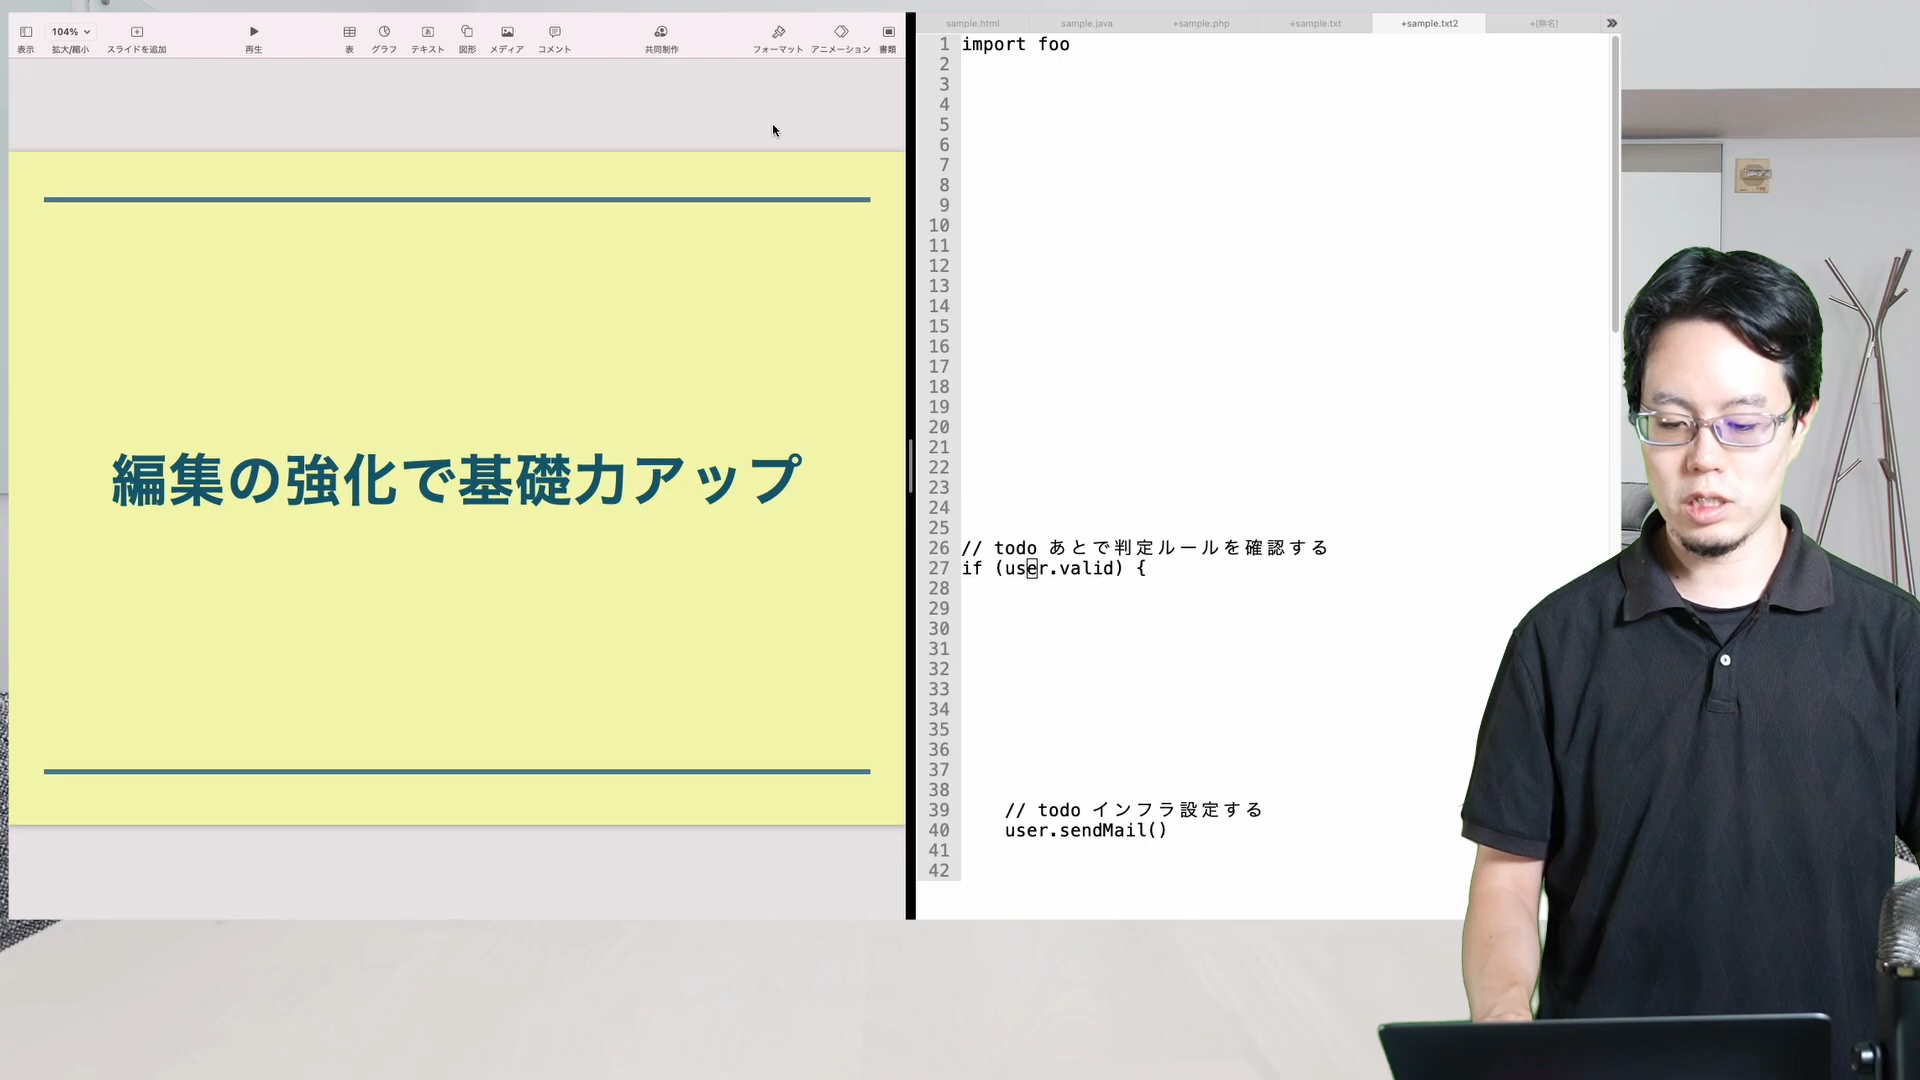 104%
表示
拡大/縮小
スライドを追加
再生
表
グラフ
テキスト
図形
メディア
コメント
共同制作
フォーマット
アニメーション
書類
編集の強化で基礎力アップ
sample.html
sample.java
+sample.php
+sample.txt
+sample.txt2
+[無名]
1 import foo
2
3
4
5
6
7
8
9
10
11
12
13
14
15
16
17
18
19
20
21
22
23
24
25
26 // todo あとで判定ルールを確認する
27 if (user.valid) {
28
29
30
31
32
33
34
35
36
37
38
39 // todo インフラ設定する
40 user.sendMail()
41
42